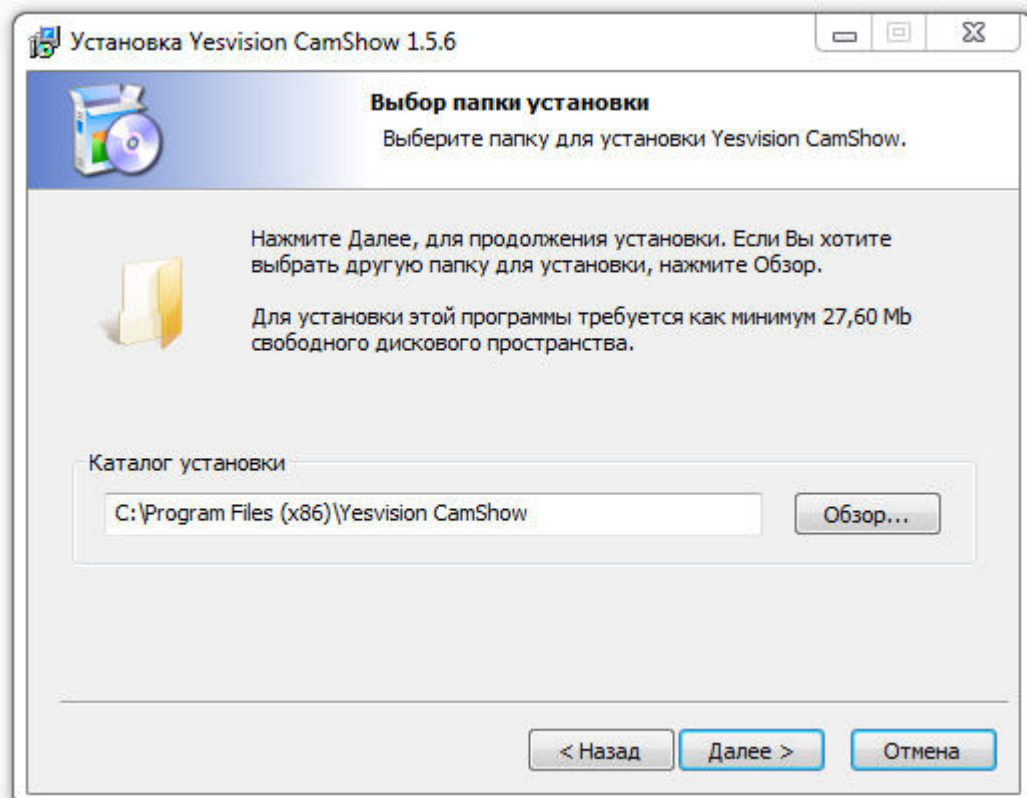 Установка Yesvision CamShow 1.5.6
Выбор папки установки
Выберите папку для установки Yesvision CamShow.
Нажмите Далее, для продолжения установки. Если Вы хотите
выбрать другую папку для установки, нажмите Обзор.
Для установки этой программы требуется как минимум 27,60 Mb
свободного дискового пространства.
Каталог установки
C:\Program Files (x86)\Yesvision CamShow
Обзор...
< Назад
Далее >
Отмена